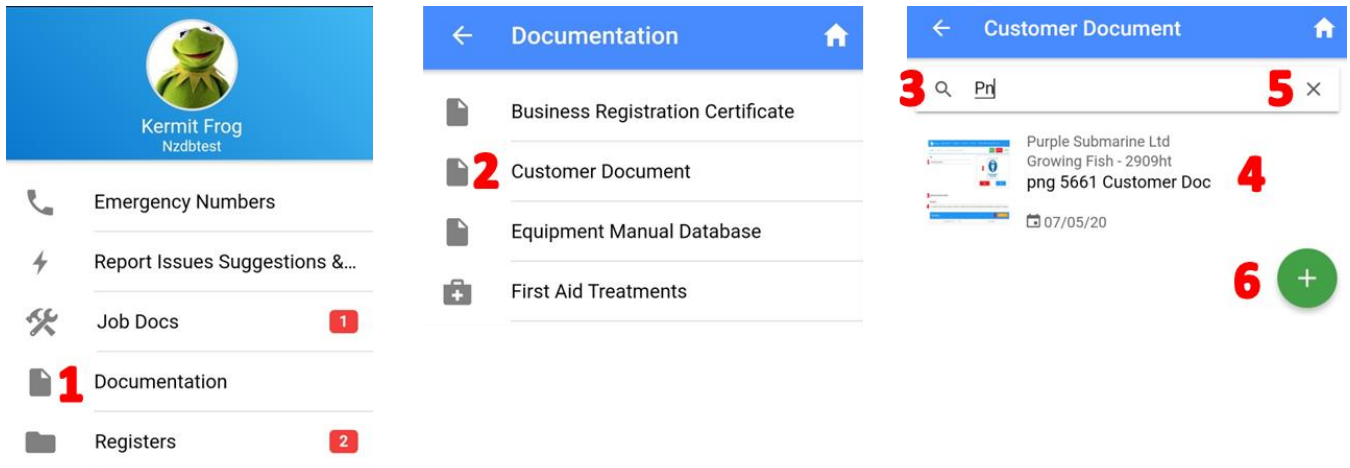 Kermit Frog
Nzdbtest
Emergency Numbers
Report Issues Suggestions &...
Job Docs 1
1 Documentation
Registers 2
Documentation
Business Registration Certificate
2 Customer Document
Equipment Manual Database
First Aid Treatments
Customer Document
3 Pn 5
Purple Submarine Ltd
Growing Fish - 2909ht
png 5661 Customer Doc 4
07/05/20
6 +